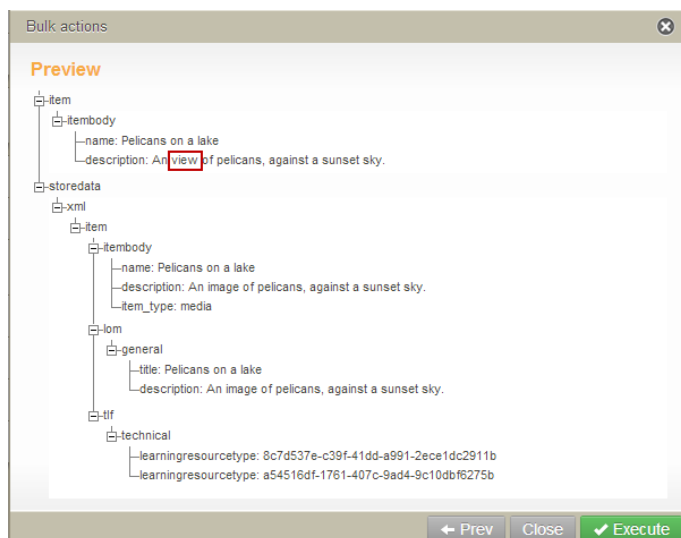 Bulk actions
Preview
item
itembody
name: Pelicans on a lake
description: An view of pelicans, against a sunset sky.
storedata
xml
item
itembody
name: Pelicans on a lake
description: An image of pelicans, against a sunset sky.
item_type: media
lom
general
title: Pelicans on a lake
description: An image of pelicans, against a sunset sky.
tlf
technical
learningresourcetype: 8c7d537e-c39f-41dd-a991-2ece1dc2911b
learningresourcetype: a54516df-1761-407c-9ad4-9c10dbf6275b
Prev Close Execute